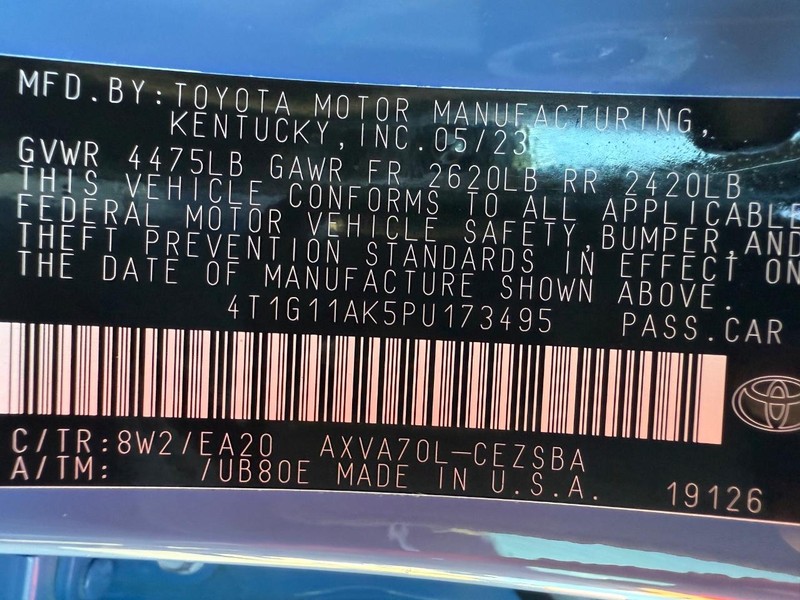 MFD.BY:TOYOTA MOTOR MANUFACTURING,
KENTUCKY,INC.05/23
GVWR 4475LB GAWR FR 2620LB RR 2420LB
THIS VEHICLE CONFORMS TO ALL APPLICABLE
FEDERAL MOTOR VEHICLE SAFETY,BUMPER,AND
THEFT PREVENTION STANDARDS IN EFFECT ON
THE DATE OF MANUFACTURE SHOWN ABOVE.
4T1G11AK5PU173495 PASS.CAR
C/TR:8W2/EA20 AXVA70L-CEZSBA
A/TM: /UB80E MADE IN U.S.A. 19126